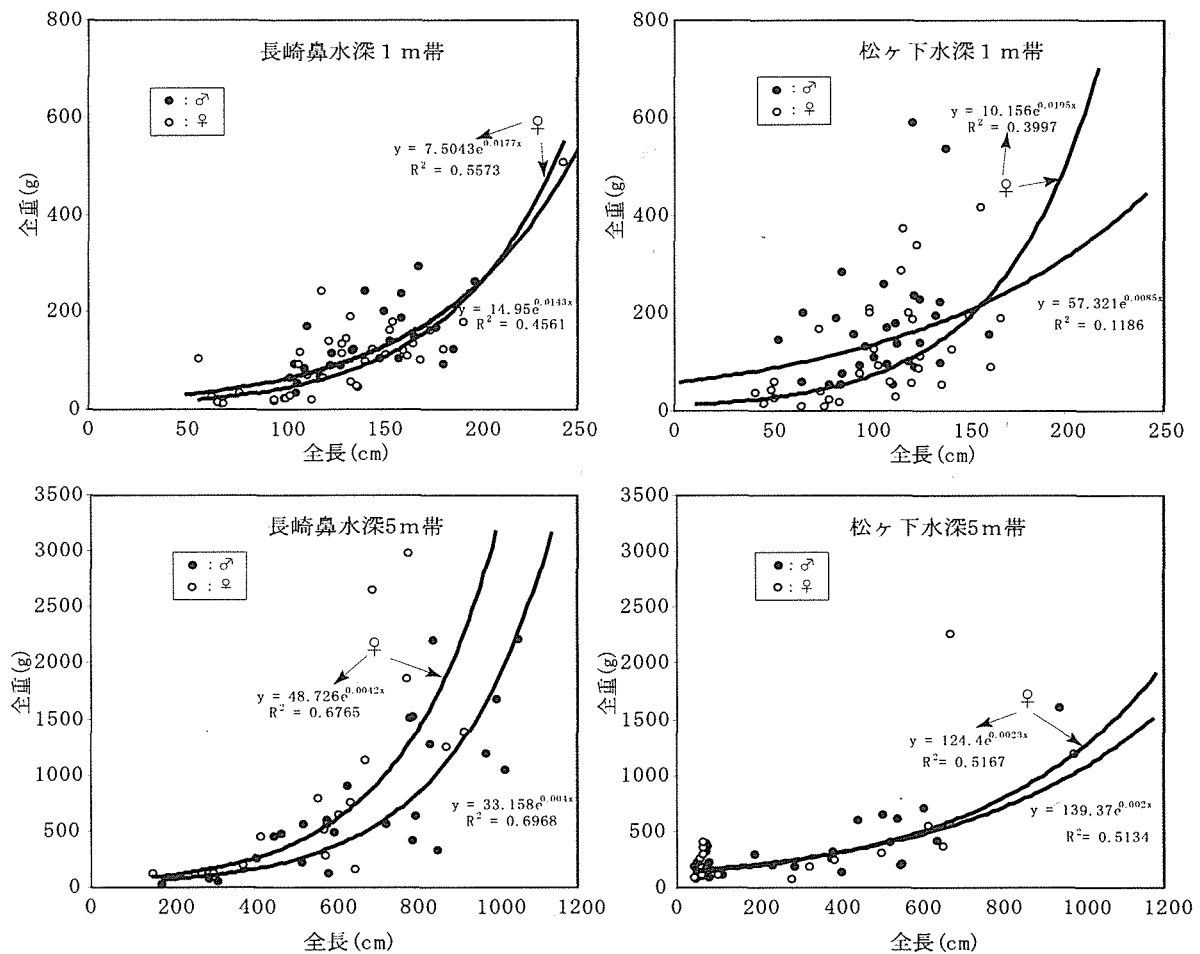 長崎鼻水深1m帯
● : ♂
○ : ♀
♀
y = 7.5043e^0.0177x
R² = 0.5573
y = 14.95e^0.0143x
R² = 0.4561
全重(g)
800
600
400
200
0
0 50 100 150 200 250
全長(cm)
松ヶ下水深1m帯
● : ♂
○ : ♀
y = 10.156e^0.0195x
R² = 0.3997
♀
y = 57.321e^0.0085x
R² = 0.1186
全重(g)
800
600
400
200
0
0 50 100 150 200 250
全長(cm)
長崎鼻水深5m帯
● : ♂
○ : ♀
♀
y = 48.726e^0.0042x
R² = 0.6765
y = 33.158e^0.004x
R² = 0.6968
全重(g)
3500
3000
2500
2000
1500
1000
500
0
0 200 400 600 800 1000 1200
全長(cm)
松ヶ下水深5m帯
● : ♂
○ : ♀
♀
y = 124.4e^0.0023x
R² = 0.5167
y = 139.37e^0.002x
R² = 0.5134
全重(g)
3500
3000
2500
2000
1500
1000
500
0
0 200 400 600 800 1000 1200
全長(cm)